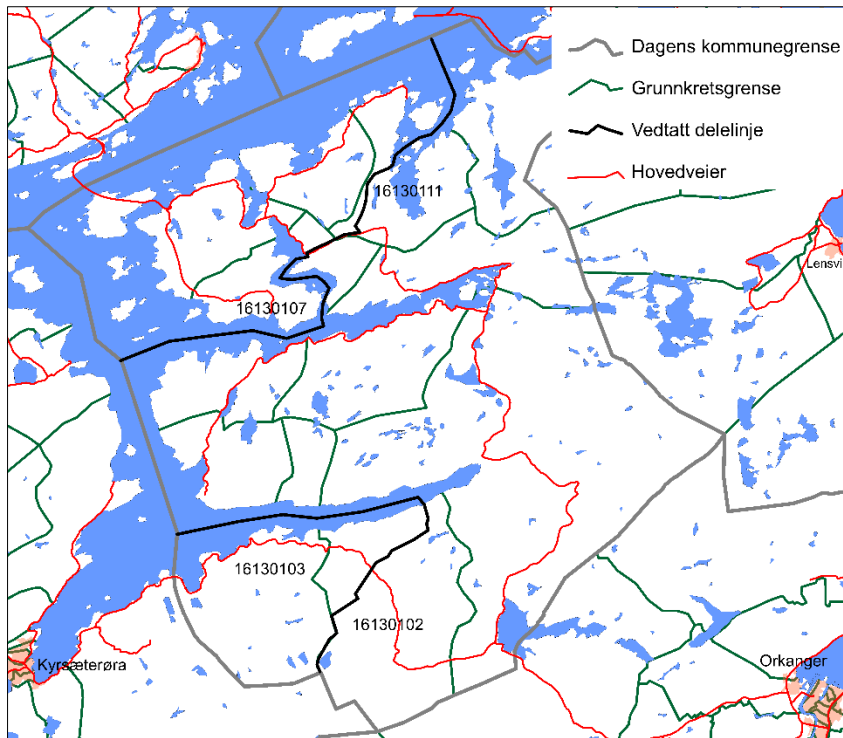 Dagens kommunegrense
Grunnkretsgrense
Vedtatt delelinje
Hovedveier
16130111
Lensvi
16130107
16130103
16130102
Kyrsæterøra
Orkanger